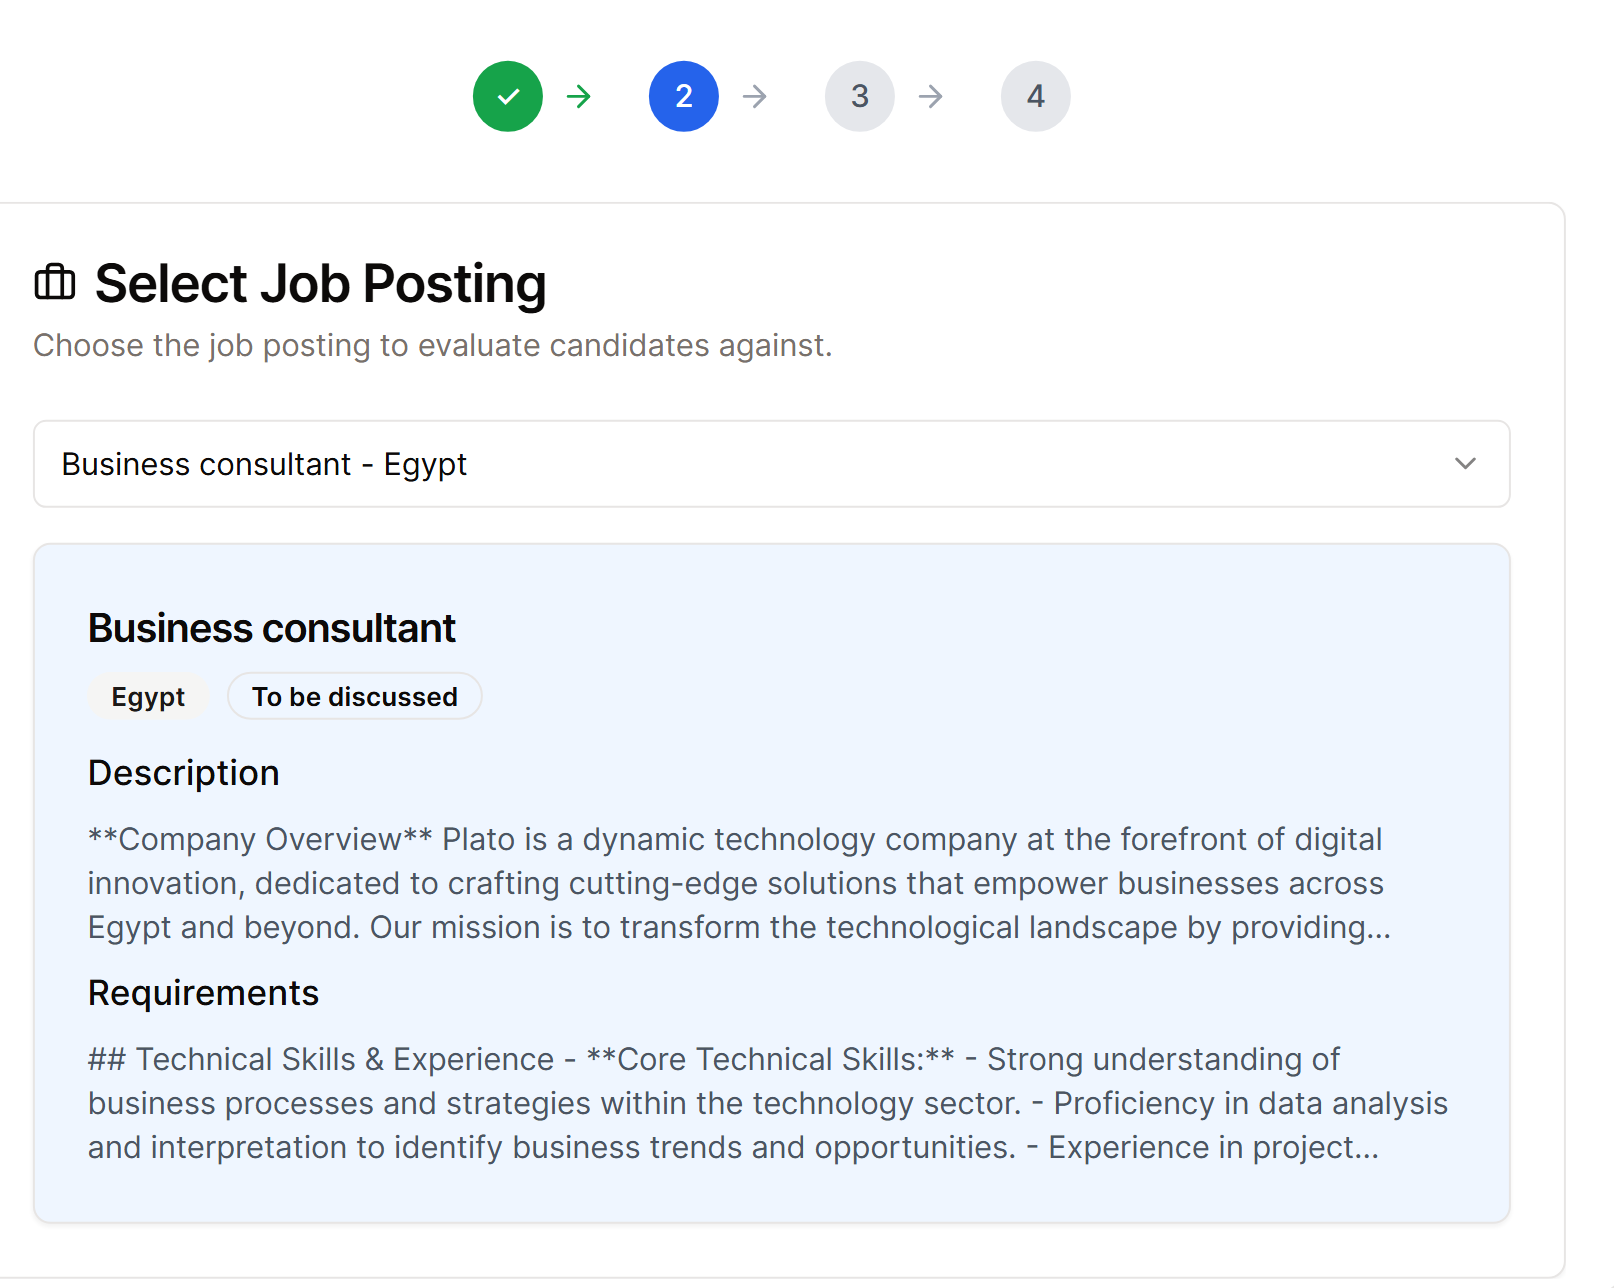 2
3
4
Select Job Posting
Choose the job posting to evaluate candidates against.
Business consultant - Egypt
Business consultant
Egypt
To be discussed
Description
**Company Overview** Plato is a dynamic technology company at the forefront of digital
innovation, dedicated to crafting cutting-edge solutions that empower businesses across
Egypt and beyond. Our mission is to transform the technological landscape by providing...
Requirements
## Technical Skills & Experience - **Core Technical Skills:** - Strong understanding of
business processes and strategies within the technology sector. - Proficiency in data analysis
and interpretation to identify business trends and opportunities. - Experience in project...